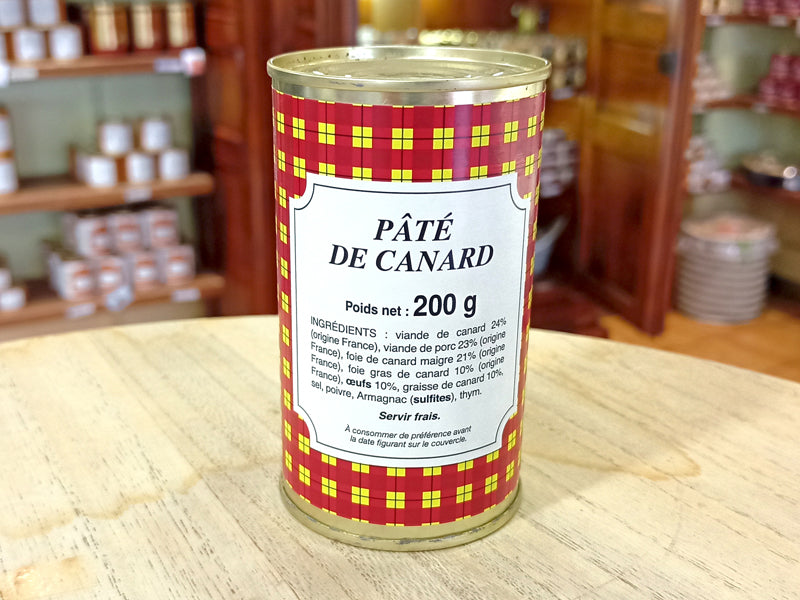 PÂTÉ
DE CANARD
Poids net : 200 g
INGRÉDIENTS : viande de canard 24%
(origine France), viande de porc 23% (origine
France), foie de canard maigre 21% (origine
France), foie gras de canard 10% (origine
France), œufs 10%, graisse de canard 10%,
sel, poivre, Armagnac (sulfites), thym.
Servir frais.
À consommer de préférence avant
la date figurant sur le couvercle.